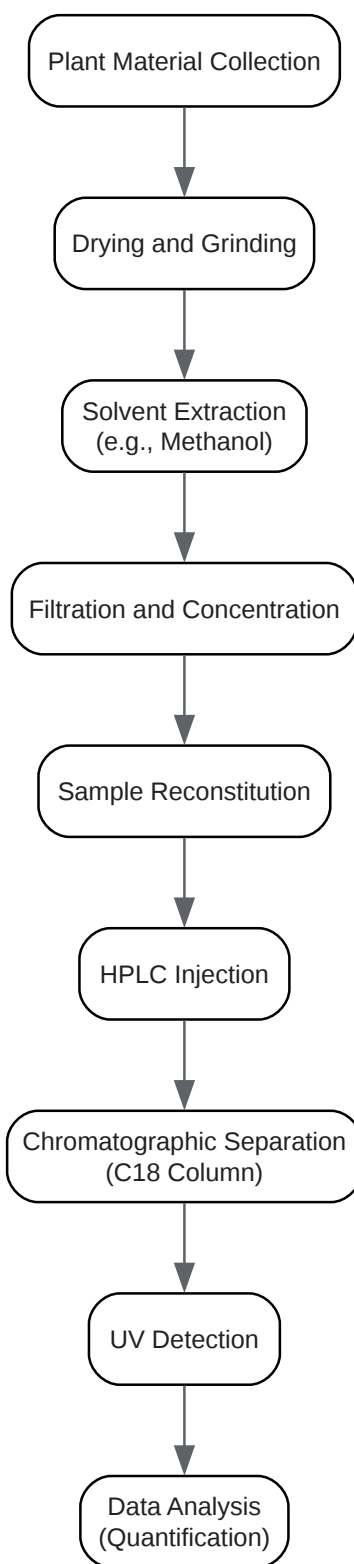 Plant Material Collection
Drying and Grinding
Solvent Extraction
(e.g., Methanol)
Filtration and Concentration
Sample Reconstitution
HPLC Injection
Chromatographic Separation
(C18 Column)
UV Detection
Data Analysis
(Quantification)